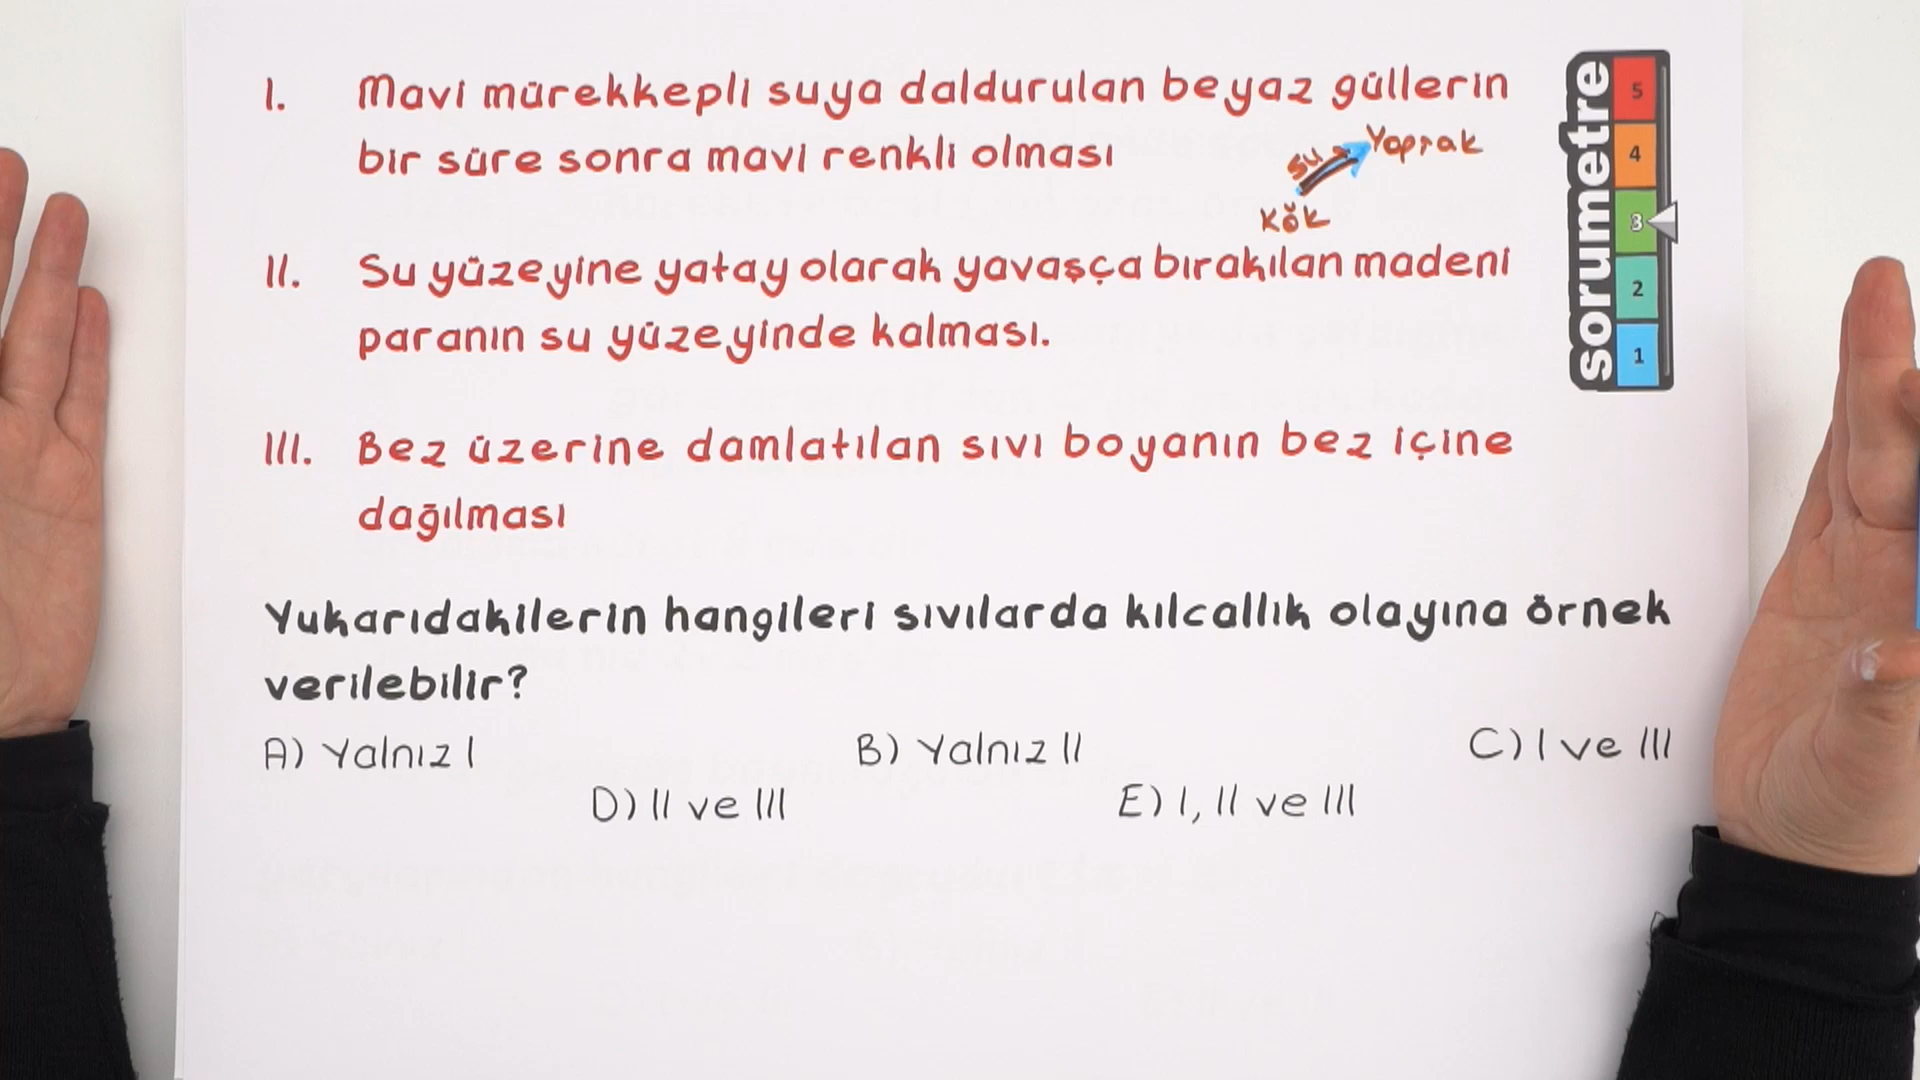 I. Mavi mürekkepli suya daldurulan beyaz güllerin
bir süre sonra mavi renkli olması
Su Yaprak
Kök
II. Su yüzeyine yatay olarak yavaşça bırakılan madeni
paranın su yüzeyinde kalması.
III. Bez üzerine damlatılan sıvı boyanın bez içine
dağılması
Yukarıdakilerin hangileri sıvılarda kılcallık olayına örnek
verilebilir?
A) Yalnız I B) Yalnız II C) I ve III
D) II ve III E) I, II ve III
sorumetre
5
4
3
2
1